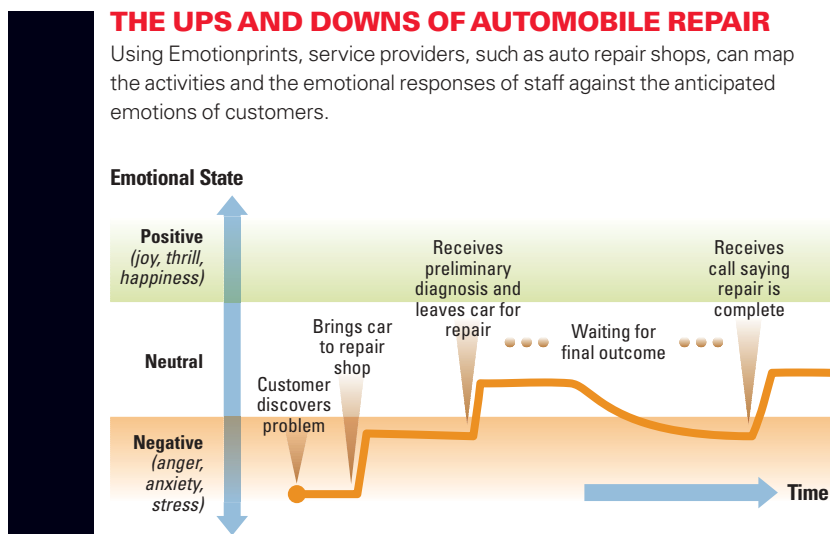 THE UPS AND DOWNS OF AUTOMOBILE REPAIR
Using Emotionprints, service providers, such as auto repair shops, can map
the activities and the emotional responses of staff against the anticipated
emotions of customers.
Emotional State
Positive
(joy, thrill,
happiness)
Neutral
Negative
(anger,
anxiety,
stress)
Customer
discovers
problem
Brings car
to repair
shop
Receives
preliminary
diagnosis and
leaves car for
repair
Waiting for
final outcome
Receives
call saying
repair is
complete
Time